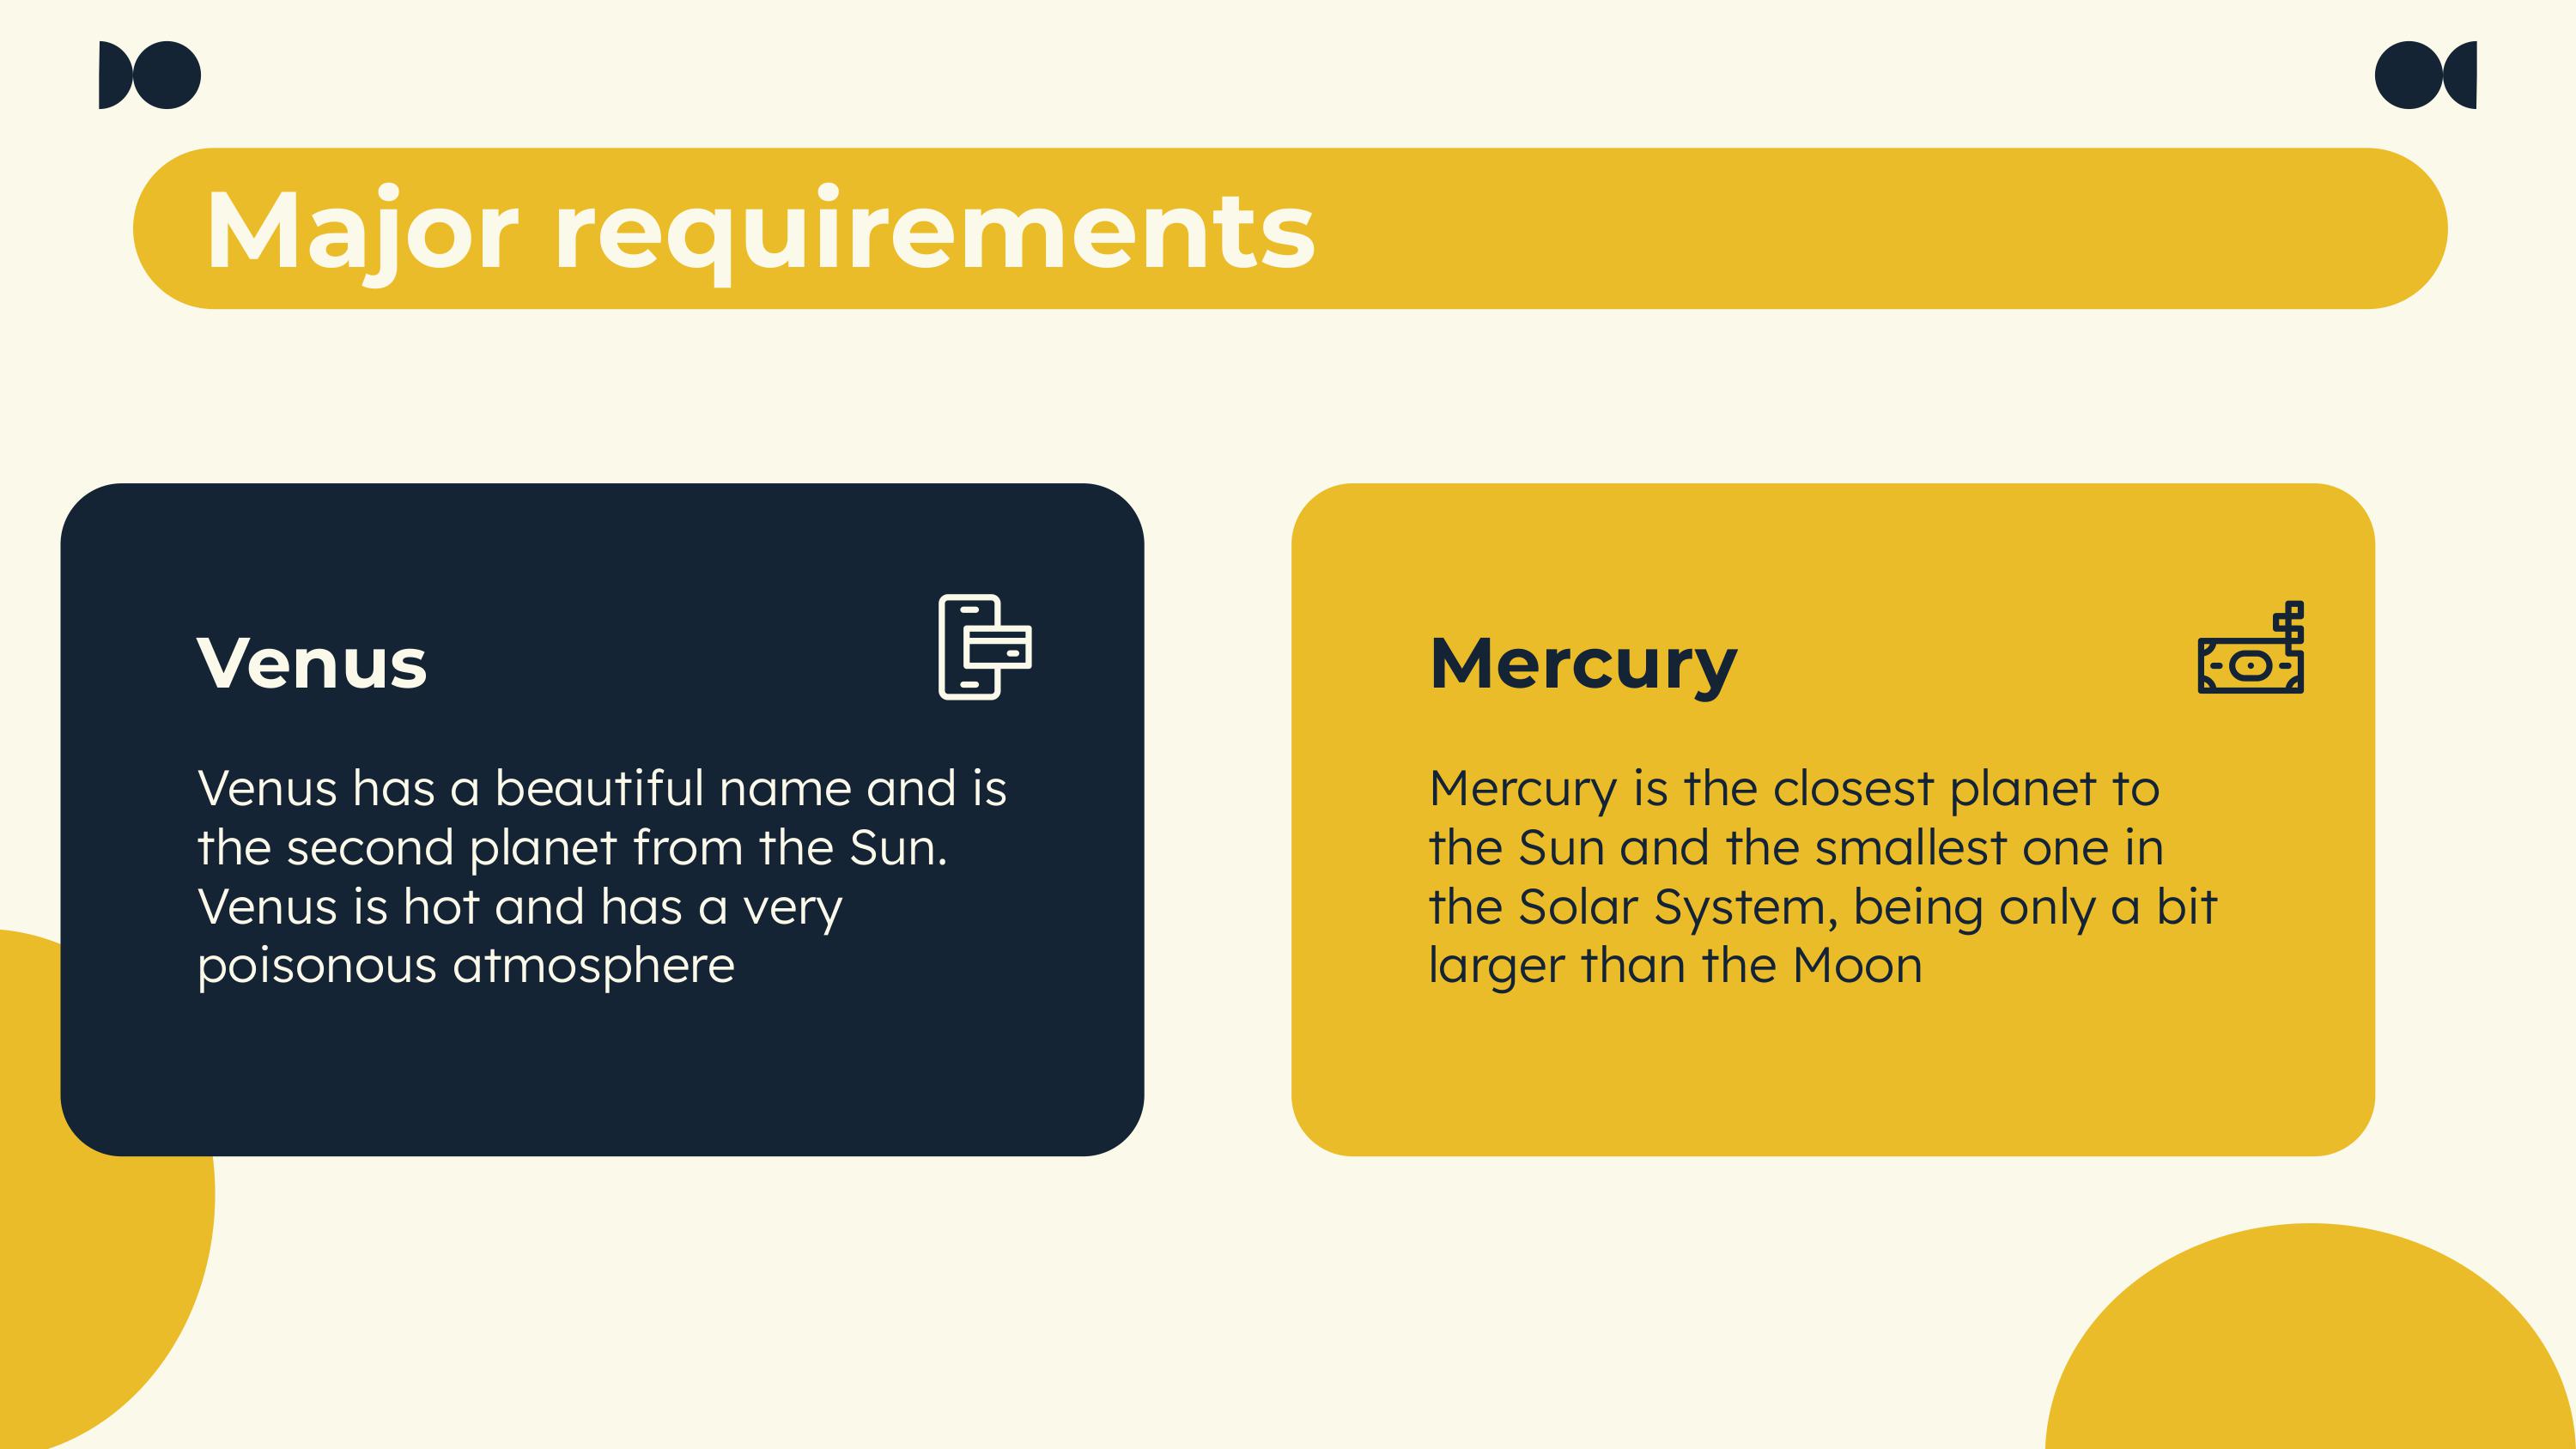 Major requirements
Venus
Venus has a beautiful name and is
the second planet from the Sun.
Venus is hot and has a very
poisonous atmosphere
Mercury
Mercury is the closest planet to
the Sun and the smallest one in
the Solar System, being only a bit
larger than the Moon